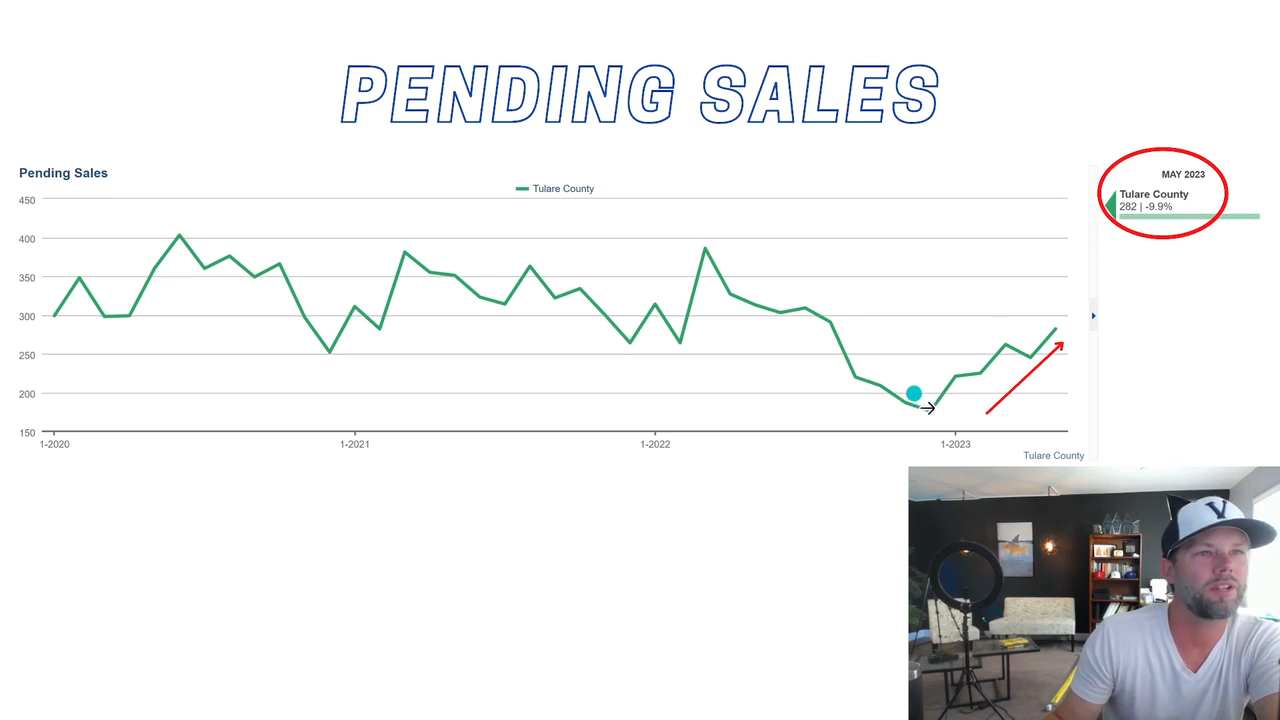 PENDING SALES
Pending Sales
Tulare County
MAY 2023
Tulare County
282 | -9.9%
450
400
350
300
250
200
150
1-2020
1-2021
1-2022
1-2023
Tulare County
V